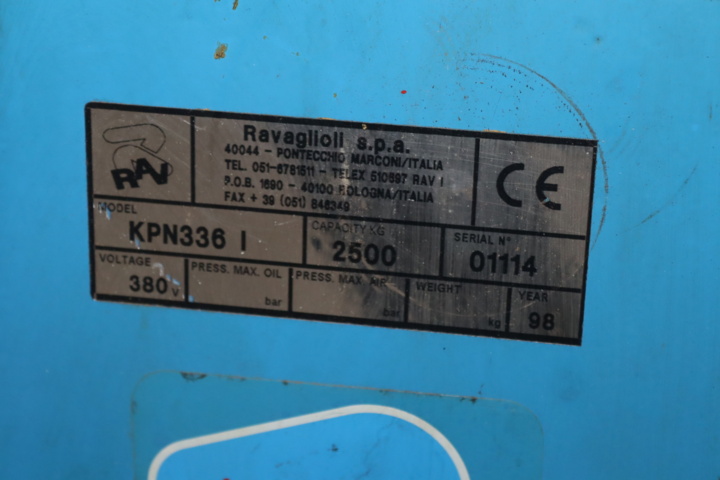 RAV
Ravaglioli s.p.a.
40044 - PONTECCHIO MARCONI/ITALIA
TEL. 051-6781511 - TELEX 510697 RAV I
P.O.B. 1690 - 40100 BOLOGNA/ITALIA
FAX + 39 (051) 846349
CE
MODEL
KPN336 I
CAPACITY KG
2500
SERIAL N°
01114
VOLTAGE
380 V
PRESS. MAX. OIL
bar
PRESS. MAX. AIR
bar
WEIGHT
kg
YEAR
98